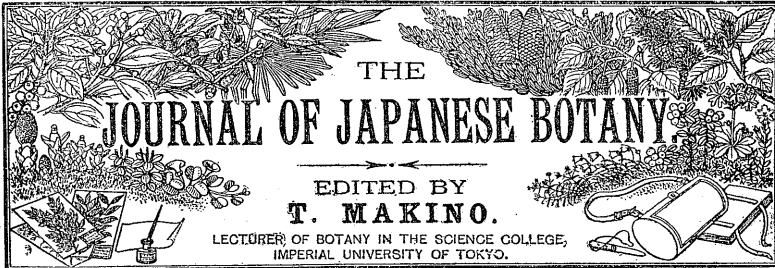 THE
JOURNAL OF JAPANESE BOTANY.
EDITED BY
T. MAKINO.
LECTURER, OF BOTANY IN THE SCIENCE COLLEGE,
IMPERIAL UNIVERSITY OF TOKYO.